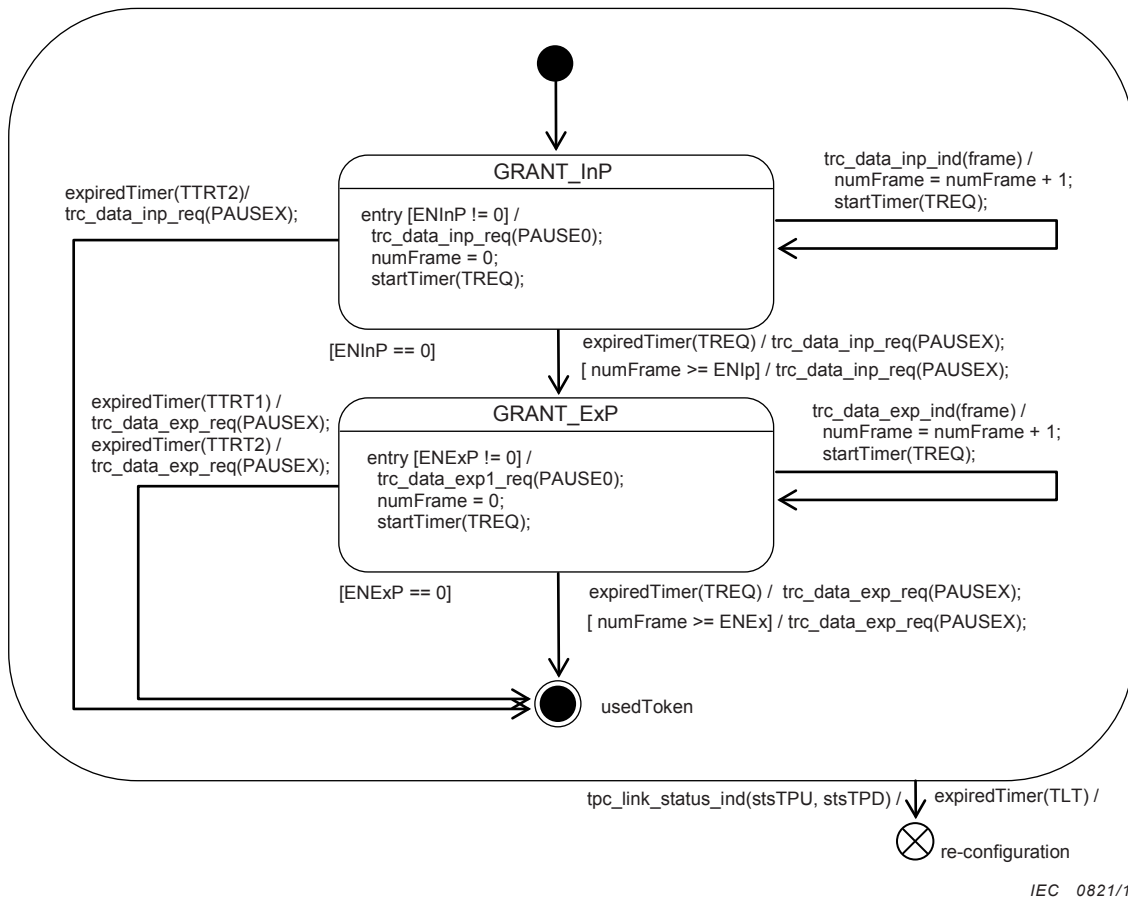 GRANT_InP
entry [ENInP != 0] /
trc_data_inp_req(PAUSE0);
numFrame = 0;
startTimer(TREQ);
trc_data_inp_ind(frame) /
numFrame = numFrame + 1;
startTimer(TREQ);
expiredTimer(TTRT2)/
trc_data_inp_req(PAUSEX);
[ENInP == 0]
expiredTimer(TREQ) / trc_data_inp_req(PAUSEX);
[ numFrame >= ENIp] / trc_data_inp_req(PAUSEX);
expiredTimer(TTRT1) /
trc_data_exp_req(PAUSEX);
expiredTimer(TTRT2) /
trc_data_exp_req(PAUSEX);
GRANT_ExP
entry [ENExP != 0] /
trc_data_exp1_req(PAUSE0);
numFrame = 0;
startTimer(TREQ);
trc_data_exp_ind(frame) /
numFrame = numFrame + 1;
startTimer(TREQ);
[ENExP == 0]
expiredTimer(TREQ) / trc_data_exp_req(PAUSEX);
[ numFrame >= ENEx] / trc_data_exp_req(PAUSEX);
usedToken
tpc_link_status_ind(stsTPU, stsTPD) /
expiredTimer(TLT) /
re-configuration
IEC 0821/1